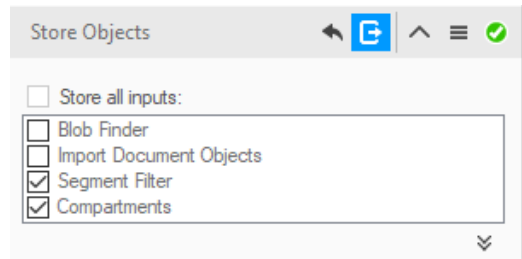 Store Objects
Store all inputs:
Blob Finder
Import Document Objects
Segment Filter
Compartments